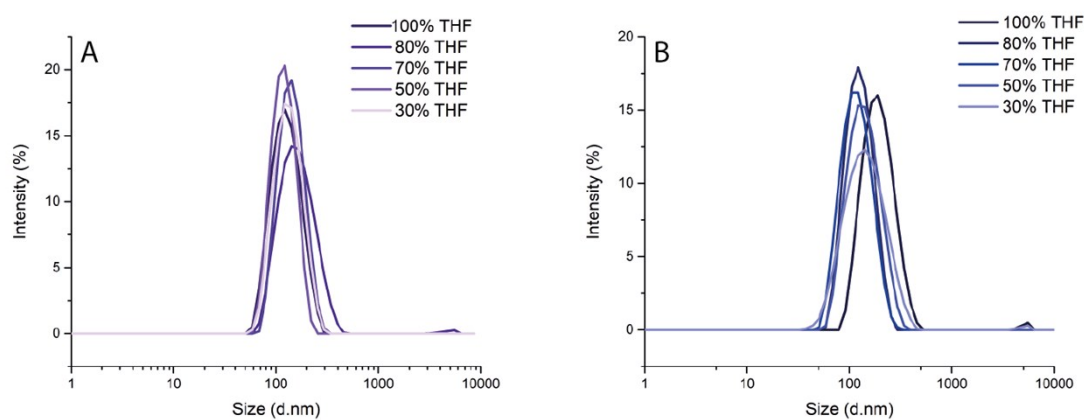 A
100% THF
80% THF
70% THF
50% THF
30% THF
Intensity (%)
20
15
10
5
0
1
10
100
1000
10000
Size (d.nm)
B
100% THF
80% THF
70% THF
50% THF
30% THF
Intensity (%)
20
15
10
5
0
1
10
100
1000
10000
Size (d.nm)